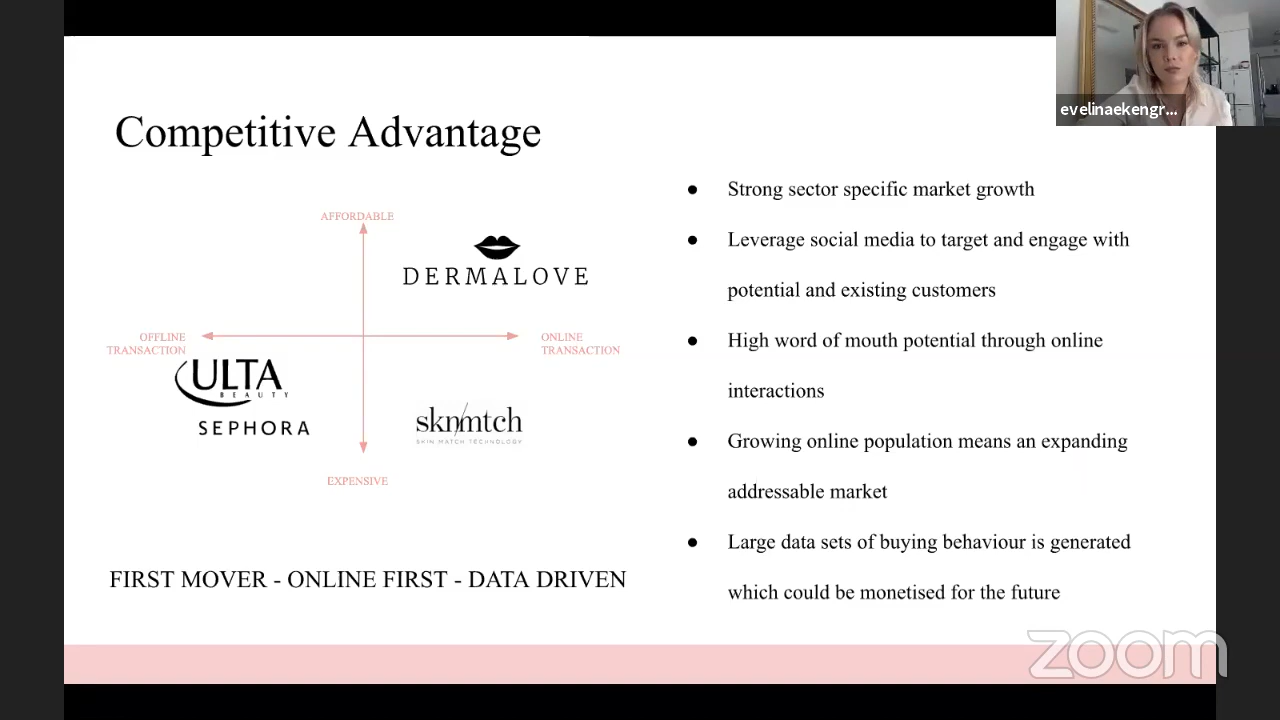 evelinaekengr...
Competitive Advantage
AFFORDABLE
DERMALOVE
OFFLINE
TRANSACTION
ONLINE
TRANSACTION
ULTA
BEAUTY
SEPHORA
sknmtch
SKIN MATCH TECHNOLOGY
EXPENSIVE
FIRST MOVER - ONLINE FIRST - DATA DRIVEN
● Strong sector specific market growth
● Leverage social media to target and engage with
potential and existing customers
● High word of mouth potential through online
interactions
● Growing online population means an expanding
addressable market
● Large data sets of buying behaviour is generated
which could be monetised for the future
zoom